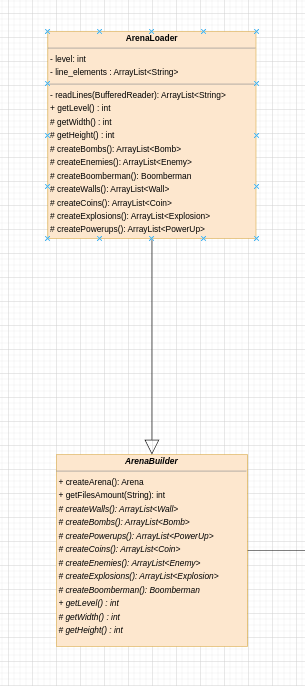 ArenaLoader
- level: int
- line_elements : ArrayList<String>
- readLines(BufferedReader): ArrayList<String>
+ getLevel() : int
# getWidth() : int
# getHeight() : int
# createBombs(): ArrayList<Bomb>
# createEnemies(): ArrayList<Enemy>
# createBoomberman(): Boomberman
# createWalls(): ArrayList<Wall>
# createCoins(): ArrayList<Coin>
# createExplosions(): ArrayList<Explosion>
# createPowerups(): ArrayList<PowerUp>
ArenaBuilder
+ createArena(): Arena
+ getFilesAmount(String): int
# createWalls(): ArrayList<Wall>
# createBombs(): ArrayList<Bomb>
# createPowerups(): ArrayList<PowerUp>
# createCoins(): ArrayList<Coin>
# createEnemies(): ArrayList<Enemy>
# createExplosions(): ArrayList<Explosion>
# createBoomberman(): Boomberman
+ getLevel() : int
# getWidth() : int
# getHeight() : int